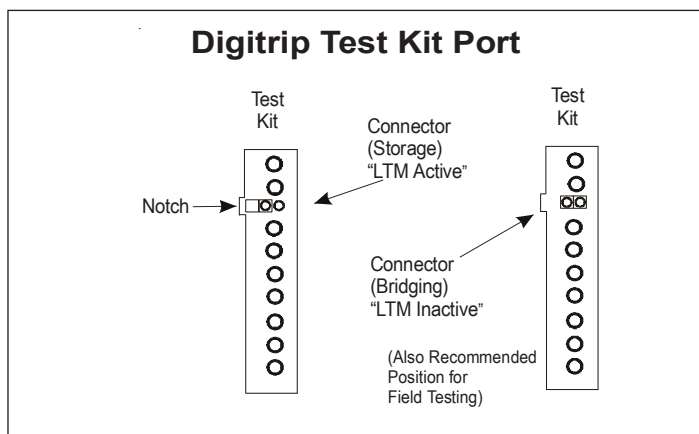 Digitrip Test Kit Port
Test
Kit
Notch
Connector
(Storage)
“LTM Active”
Test
Kit
Connector
(Bridging)
“LTM Inactive”
(Also Recommended
Position for
Field Testing)